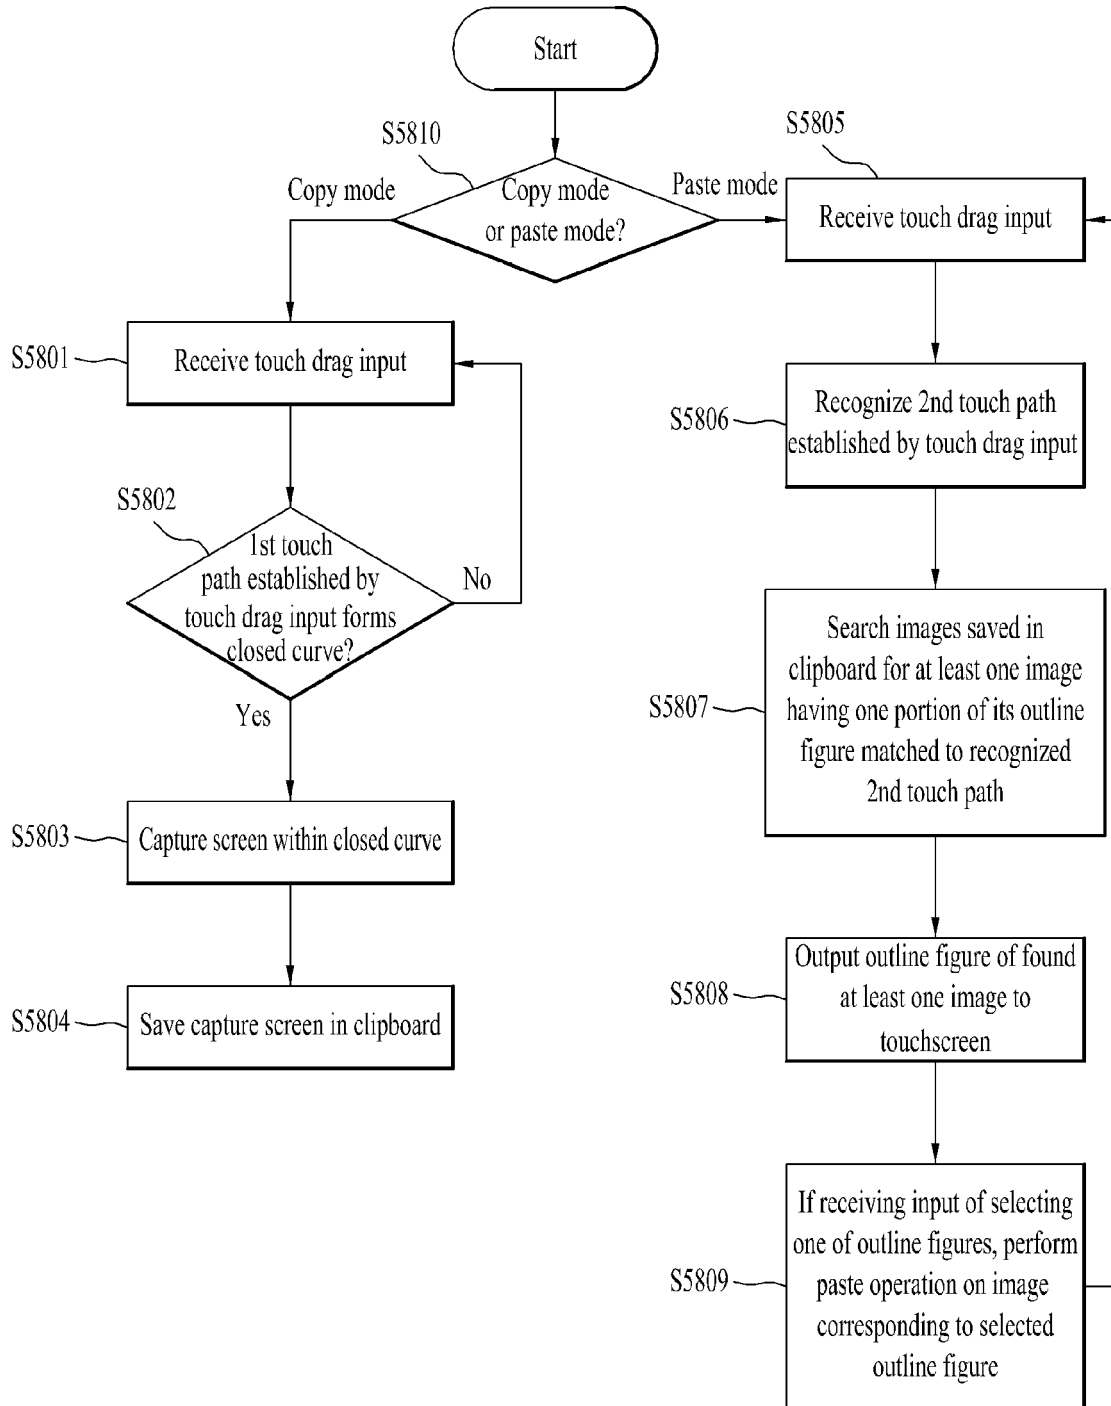 Start
S5810
S5805
Copy mode
Copy mode
or paste mode?
Paste mode
Receive touch drag input
S5801
Receive touch drag input
S5806
Recognize 2nd touch path
established by touch drag input
S5802
1st touch
path established by
touch drag input forms
closed curve?
No
Yes
S5807
Search images saved in
clipboard for at least one image
having one portion of its outline
figure matched to recognized
2nd touch path
S5803
Capture screen within closed curve
S5808
Output outline figure of found
at least one image to
touchscreen
S5804
Save capture screen in clipboard
S5809
If receiving input of selecting
one of outline figures, perform
paste operation on image
corresponding to selected
outline figure